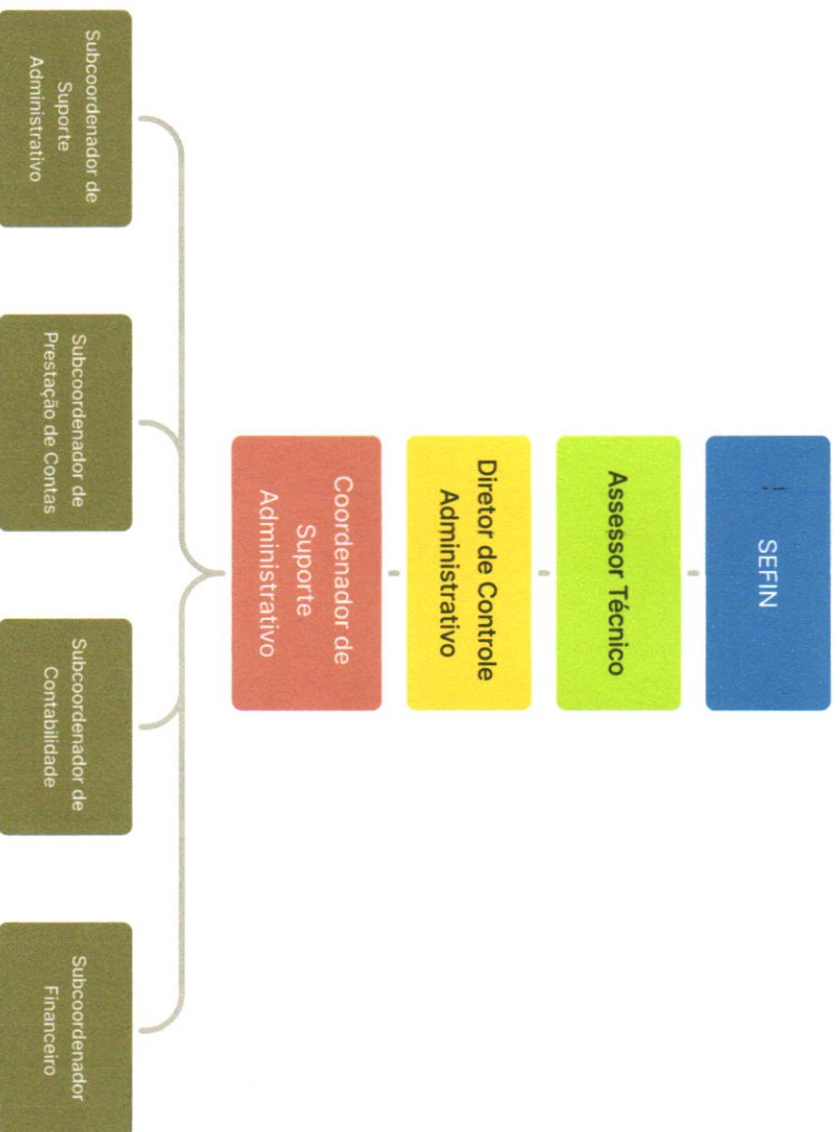 SEFIN
Assessor Técnico
Diretor de Controle
Administrativo
Coordenador de
Suporte
Administrativo
Subcoordenador de
Suporte
Administrativo
Subcoordenador de
Prestação de Contas
Subcoordenador de
Contabilidade
Subcoordenador
Financeiro